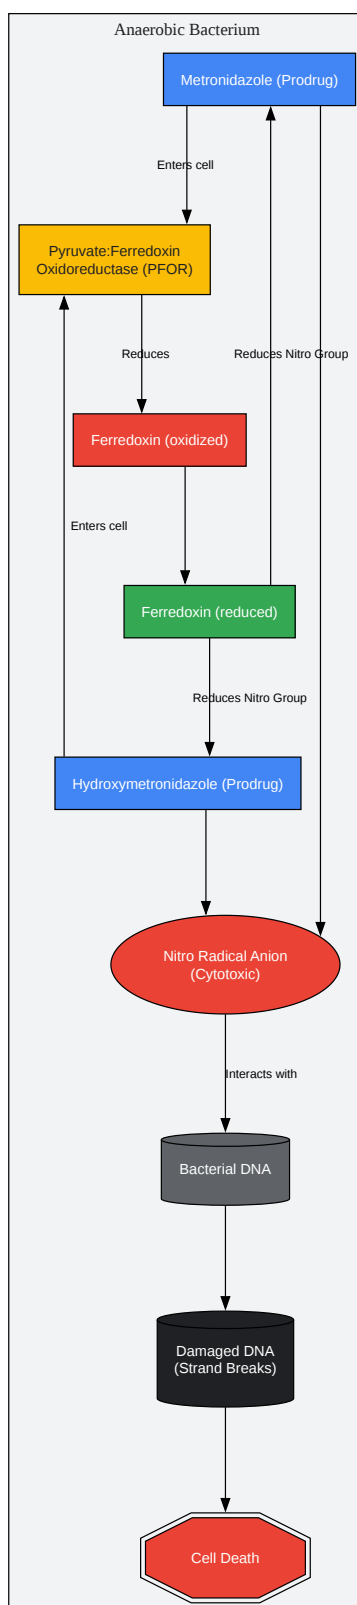 Anaerobic Bacterium
Metronidazole (Prodrug)
Enters cell
Pyruvate:Ferredoxin
Oxidoreductase (PFOR)
Reduces
Reduces Nitro Group
Ferredoxin (oxidized)
Enters cell
Ferredoxin (reduced)
Reduces Nitro Group
Hydroxymetronidazole (Prodrug)
Nitro Radical Anion
(Cytotoxic)
Interacts with
Bacterial DNA
Damaged DNA
(Strand Breaks)
Cell Death